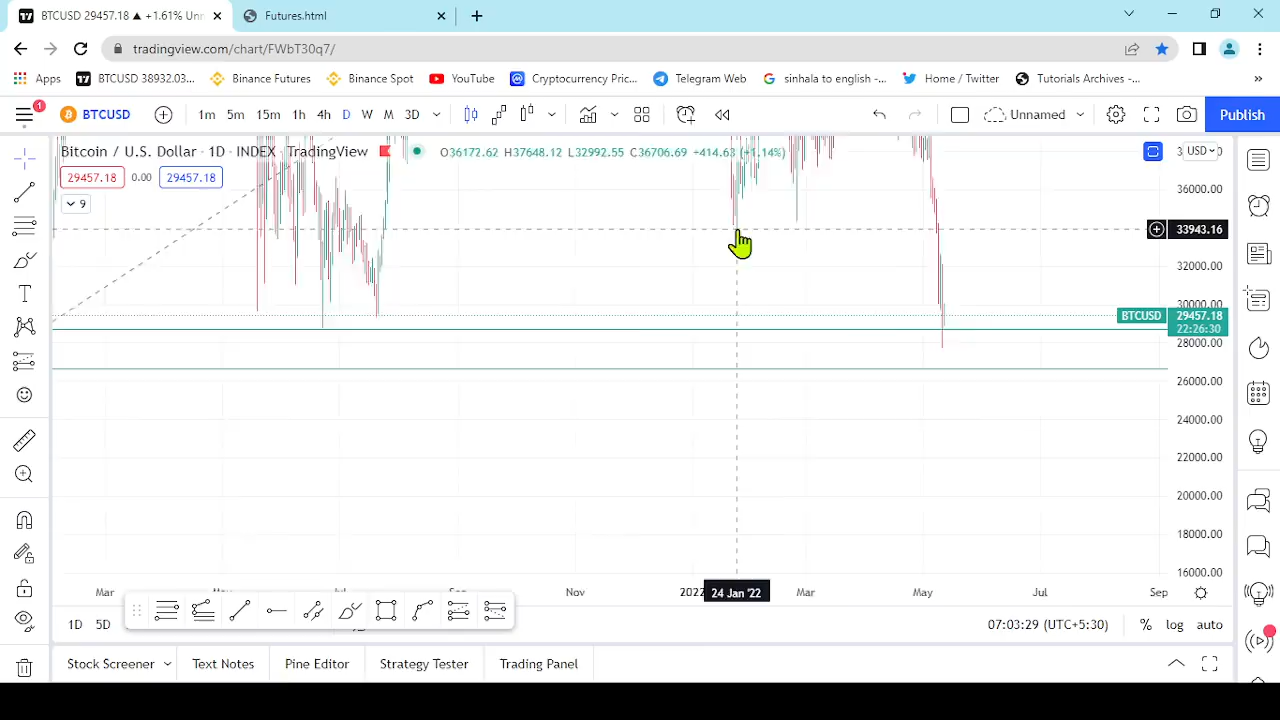 BTCUSD 29457.18 ▲ +1.61% Unr
Futures.html
tradingview.com/chart/FWbT30q7/
Apps
BTCUSD 38932.03...
Binance Futures
Binance Spot
YouTube
Cryptocurrency Pric...
Telegram Web
sinhala to english -...
Home / Twitter
Tutorials Archives -...
»
1
BTCUSD
1m 5m 15m 1h 4h D W M 3D
Unnamed
Publish
Bitcoin / U.S. Dollar · 1D · INDEX · TradingView
O36172.62 H37648.12 L32992.55 C36706.69 +414.63 (+1.14%)
USD
29457.18 0.00 29457.18
9
36000.00
33943.16
32000.00
30000.00
BTCUSD 29457.18
22:26:30
28000.00
26000.00
24000.00
22000.00
20000.00
18000.00
16000.00
Mar May Jul Sep Nov 2022 24 Jan '22 Mar May Jul Sep
1D 5D
07:03:29 (UTC+5:30)
% log auto
Stock Screener
Text Notes
Pine Editor
Strategy Tester
Trading Panel